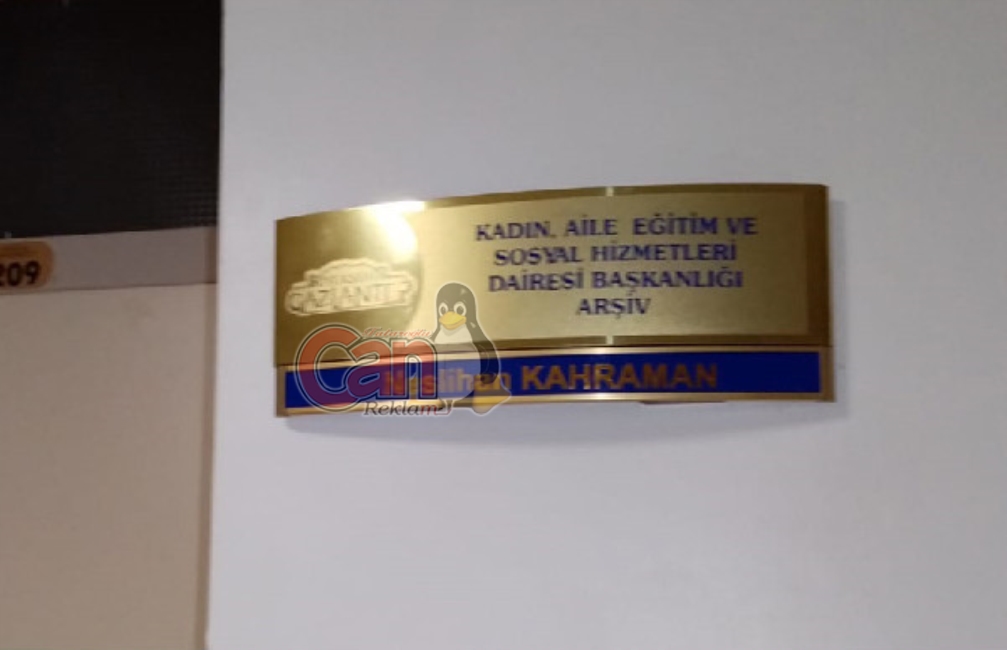 209
KADIN, AİLE EĞİTİM VE
SOSYAL HİZMETLERİ
DAİRESİ BAŞKANLIĞI
ARŞİV
GAZİANTEP
Neslihan KAHRAMAN
Can
Reklam